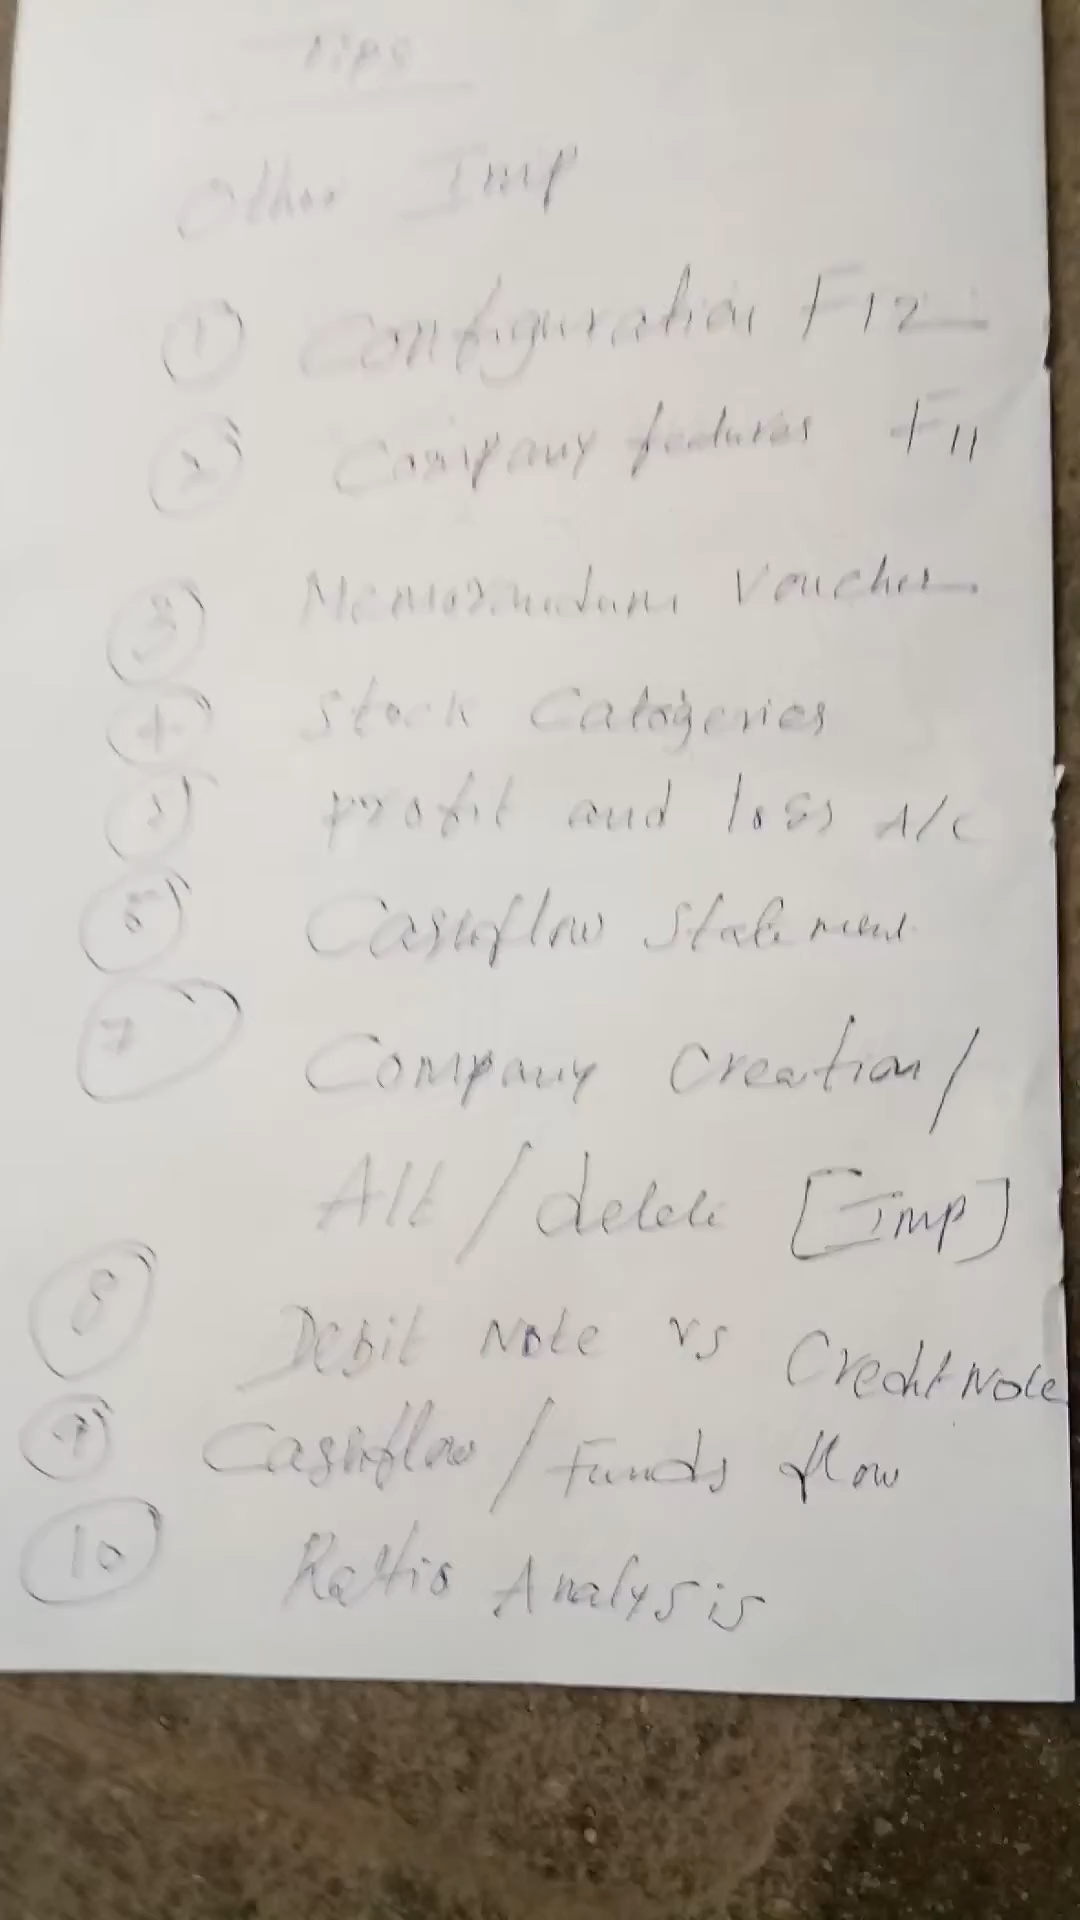 Tips
Other Imp
① Configuration F12
② Company features F11
③ Memorandum Voucher
④ Stock Catogeries
⑤ profit and loss A/c
⑥ Cashflow Statement
⑦ Company Creation/
Alt / delete [Imp]
⑧ Debit Note vs Credit Note
⑨ Cashflow / Funds flow
⑩ Ratio Analysis